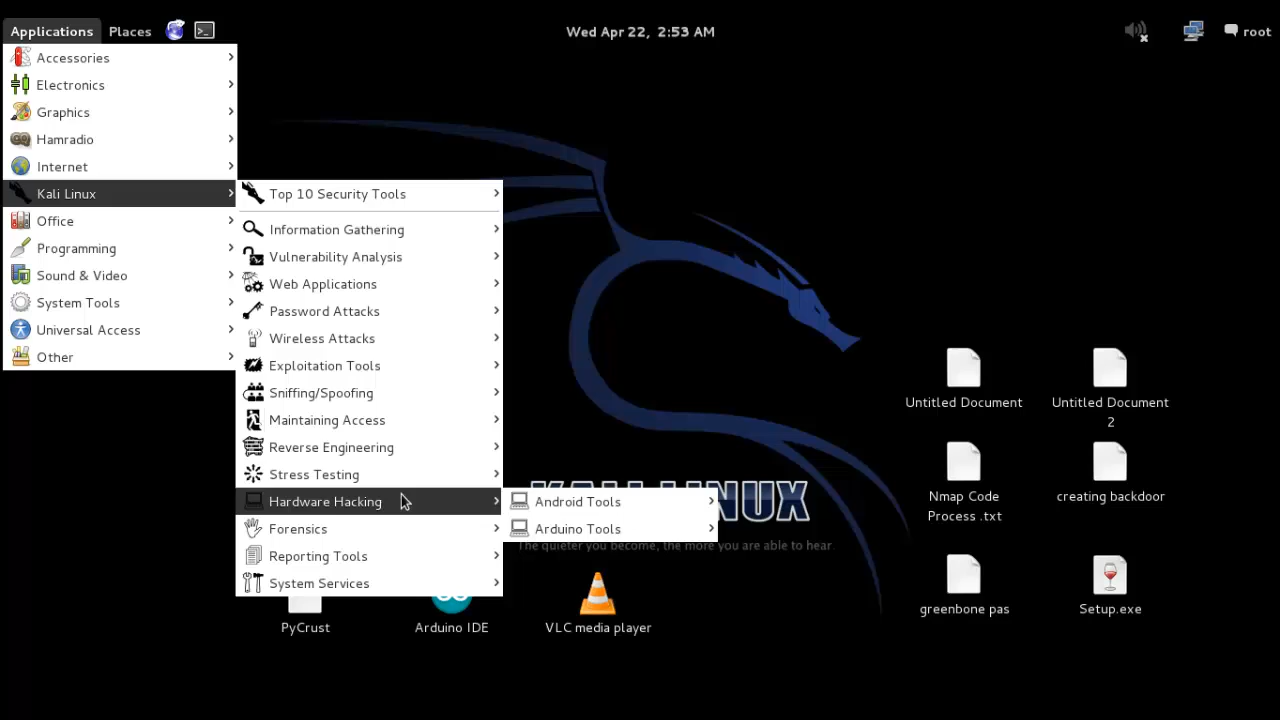 Applications Places Wed Apr 22, 2:53 AM root
Accessories
Electronics
Graphics
Hamradio
Internet
Kali Linux
Office
Programming
Sound & Video
System Tools
Universal Access
Other
Top 10 Security Tools
Information Gathering
Vulnerability Analysis
Web Applications
Password Attacks
Wireless Attacks
Exploitation Tools
Sniffing/Spoofing
Maintaining Access
Reverse Engineering
Stress Testing
Hardware Hacking
Forensics
Reporting Tools
System Services
Android Tools
Arduino Tools
KALI LINUX
The quieter you become, the more you are able to hear.
Untitled Document
Untitled Document
2
Nmap Code
Process .txt
creating backdoor
greenbone pas
Setup.exe
PyCrust
Arduino IDE
VLC media player